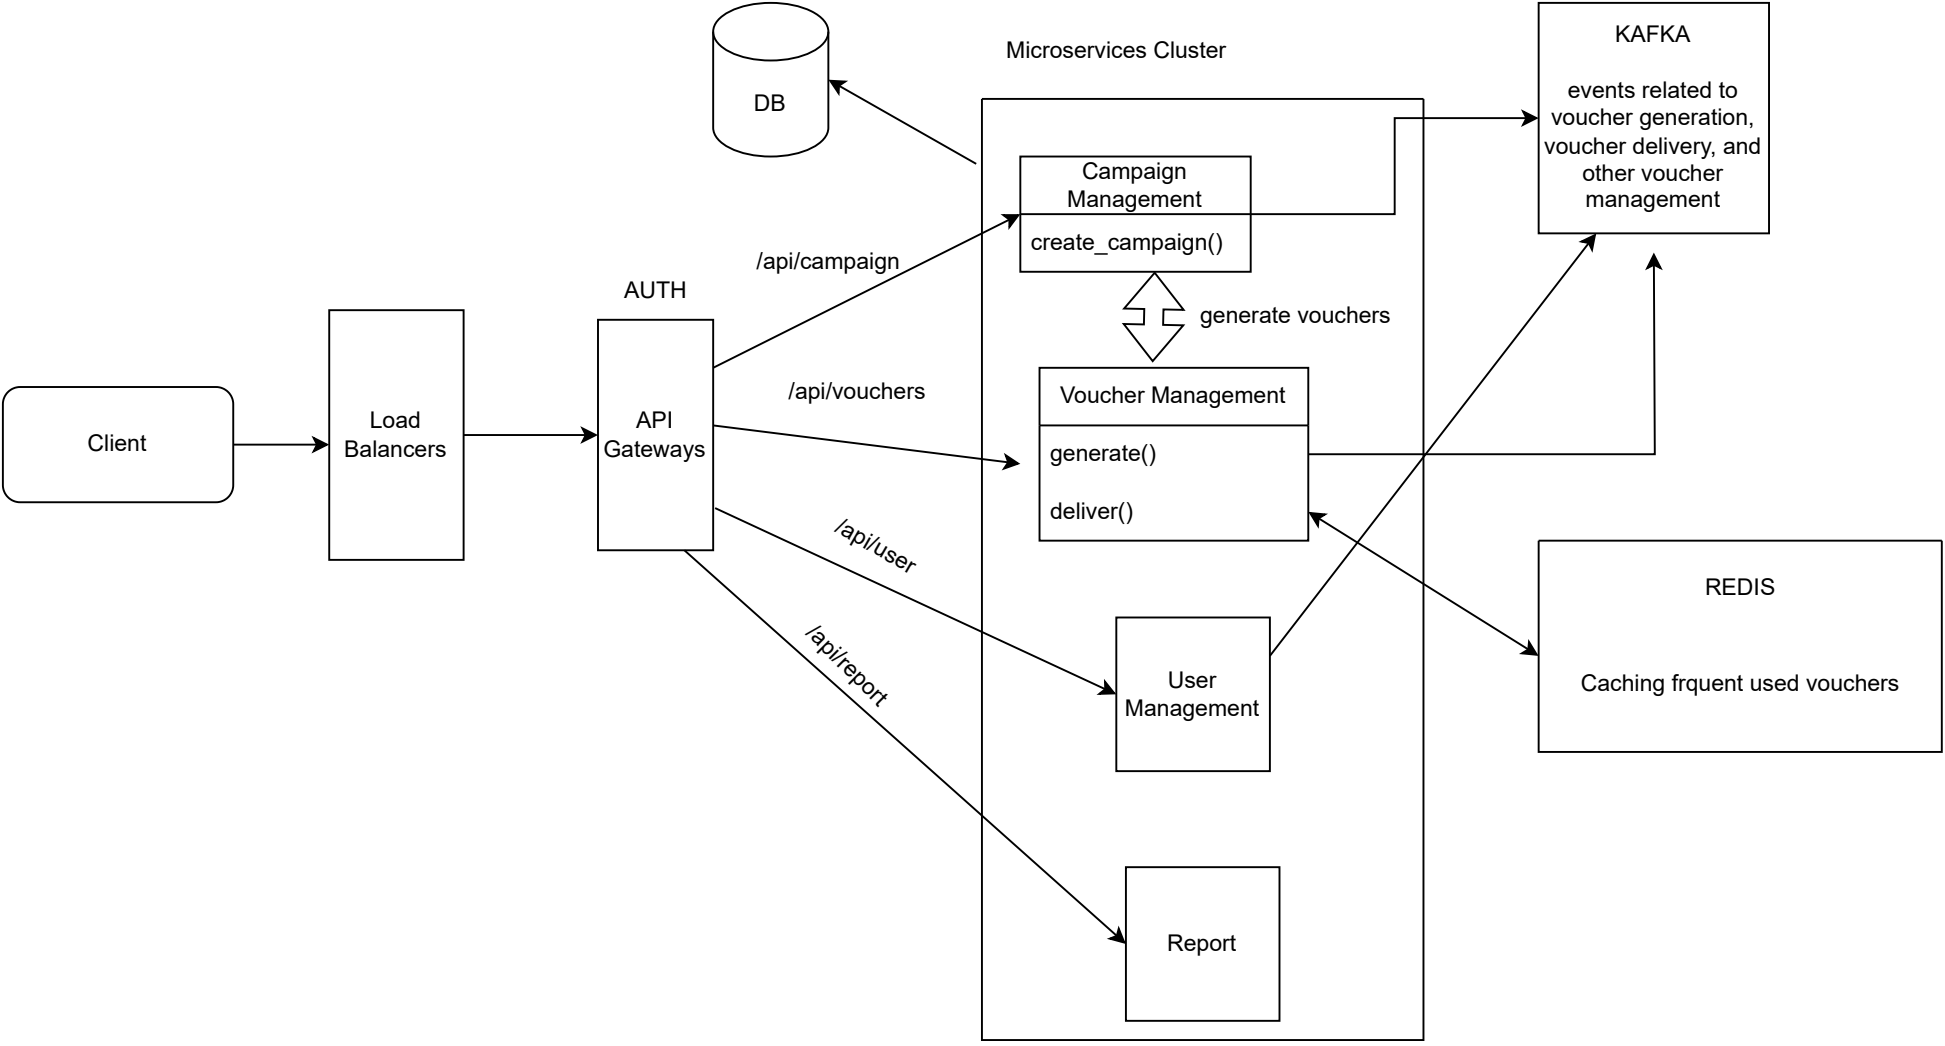 DB
Microservices Cluster
KAFKA
events related to
voucher generation,
voucher delivery, and
other voucher
management
Campaign
Management
create_campaign()
/api/campaign
AUTH
generate vouchers
/api/vouchers
Voucher Management
Client
Load
Balancers
API
Gateways
generate()
deliver()
/api/user
REDIS
Caching frquent used vouchers
/api/report
User
Management
Report